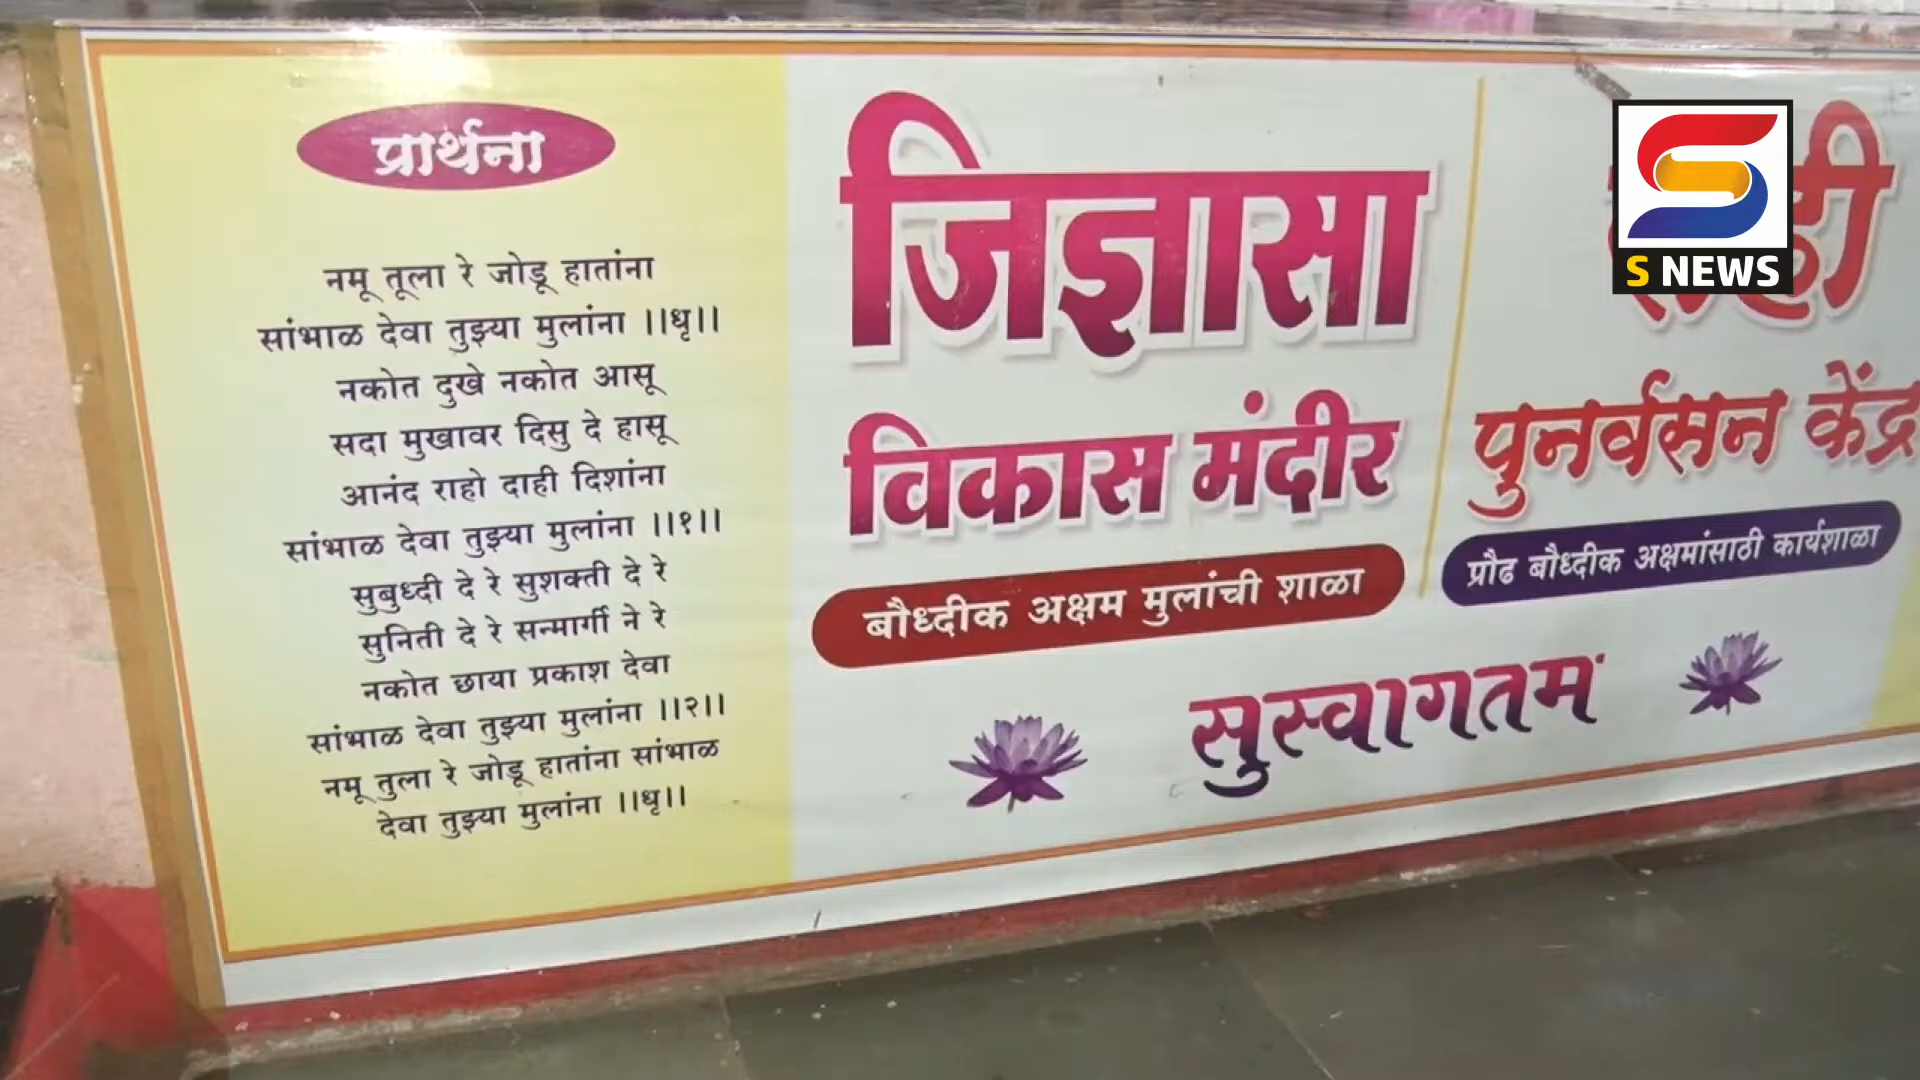 प्रार्थना
नमू तूला रे जोडू हातांना
सांभाळ देवा तुझ्या मुलांना ।।धृ।।
नकोत दुखे नकोत आसू
सदा मुखावर दिसु दे हासू
आनंद राहो दाही दिशांना
सांभाळ देवा तुझ्या मुलांना ।।१।।
सुबुध्दी दे रे सुशक्ती दे रे
सुनिती दे रे सन्मार्गी ने रे
नकोत छाया प्रकाश देवा
सांभाळ देवा तुझ्या मुलांना ।।२।।
नमू तुला रे जोडू हातांना सांभाळ
देवा तुझ्या मुलांना ।।धृ।।
जिज्ञासा
विकास मंदीर
बौध्दीक अक्षम मुलांची शाळा
पुनर्वसन केंद्र
प्रौढ बौध्दीक अक्षमांसाठी कार्यशाळा
सुस्वागतम
S NEWS